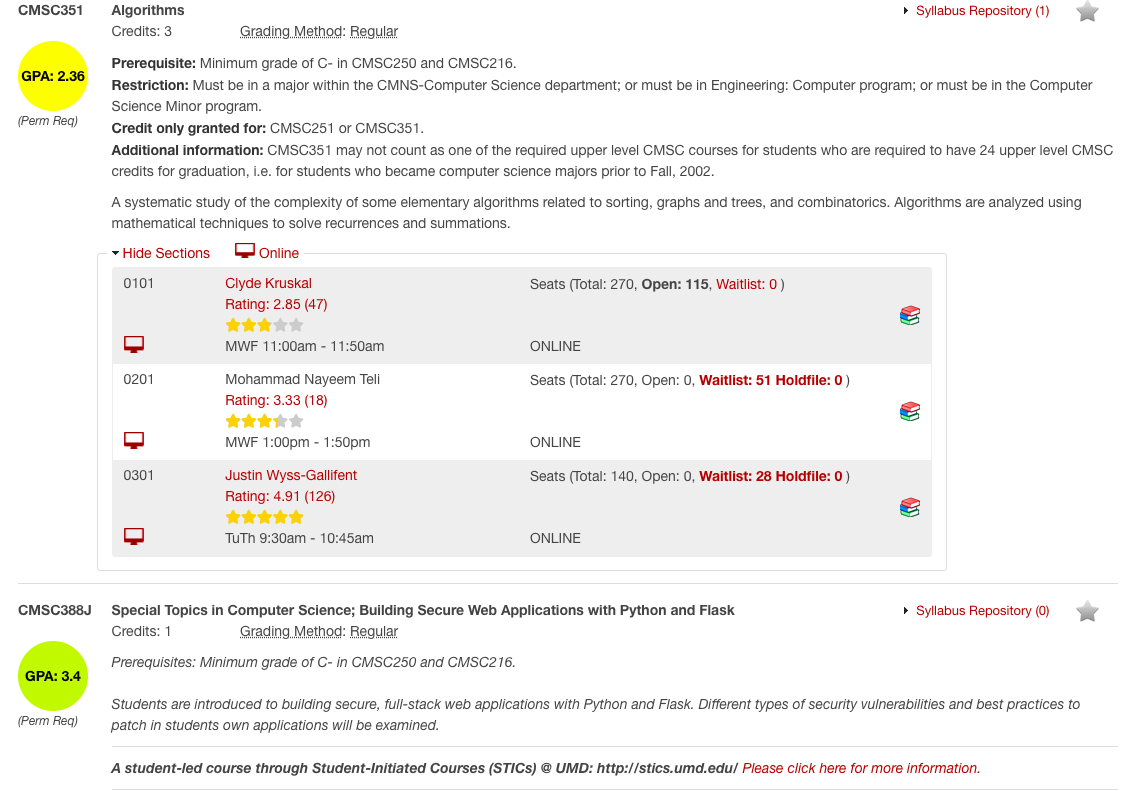 CMSC351 Algorithms Syllabus Repository (1)
Credits: 3 Grading Method: Regular
GPA: 2.36
(Perm Req)
Prerequisite: Minimum grade of C- in CMSC250 and CMSC216.
Restriction: Must be in a major within the CMNS-Computer Science department; or must be in Engineering: Computer program; or must be in the Computer
Science Minor program.
Credit only granted for: CMSC251 or CMSC351.
Additional information: CMSC351 may not count as one of the required upper level CMSC courses for students who are required to have 24 upper level CMSC
credits for graduation, i.e. for students who became computer science majors prior to Fall, 2002.
A systematic study of the complexity of some elementary algorithms related to sorting, graphs and trees, and combinatorics. Algorithms are analyzed using
mathematical techniques to solve recurrences and summations.
Hide Sections Online
0101 Clyde Kruskal Seats (Total: 270, Open: 115, Waitlist: 0 )
Rating: 2.85 (47)
MWF 11:00am - 11:50am ONLINE
0201 Mohammad Nayeem Teli Seats (Total: 270, Open: 0, Waitlist: 51 Holdfile: 0 )
Rating: 3.33 (18)
MWF 1:00pm - 1:50pm ONLINE
0301 Justin Wyss-Gallifent Seats (Total: 140, Open: 0, Waitlist: 28 Holdfile: 0 )
Rating: 4.91 (126)
TuTh 9:30am - 10:45am ONLINE
CMSC388J Special Topics in Computer Science; Building Secure Web Applications with Python and Flask Syllabus Repository (0)
Credits: 1 Grading Method: Regular
GPA: 3.4
(Perm Req)
Prerequisites: Minimum grade of C- in CMSC250 and CMSC216.
Students are introduced to building secure, full-stack web applications with Python and Flask. Different types of security vulnerabilities and best practices to
patch in students own applications will be examined.
A student-led course through Student-Initiated Courses (STICs) @ UMD: http://stics.umd.edu/ Please click here for more information.